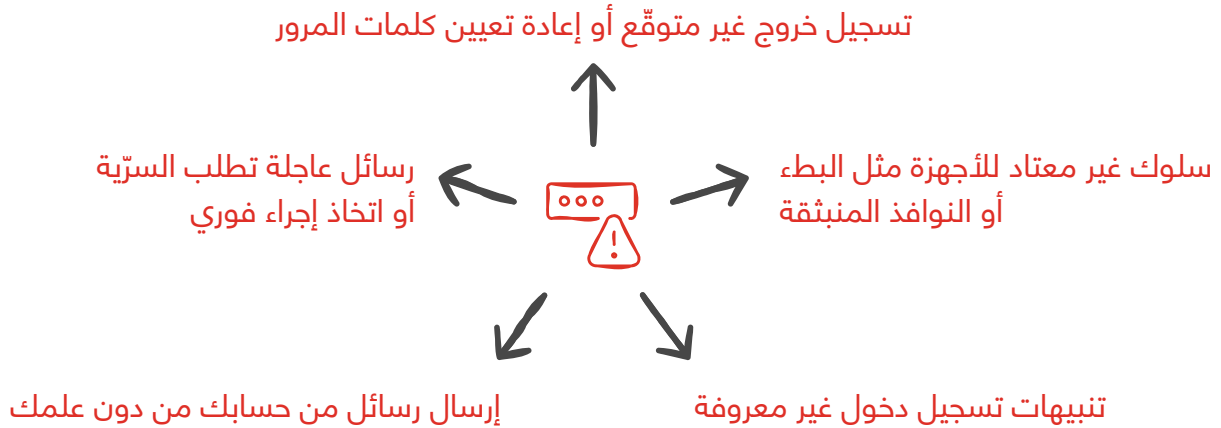 تسجيل خروج غير متوقّع أو إعادة تعيين كلمات المرور
سلوك غير معتاد للأجهزة مثل البطء
أو النوافذ المنبثقة
رسائل عاجلة تطلب السرّية
أو اتخاذ إجراء فوري
تنبيهات تسجيل دخول غير معروفة
إرسال رسائل من حسابك من دون علمك